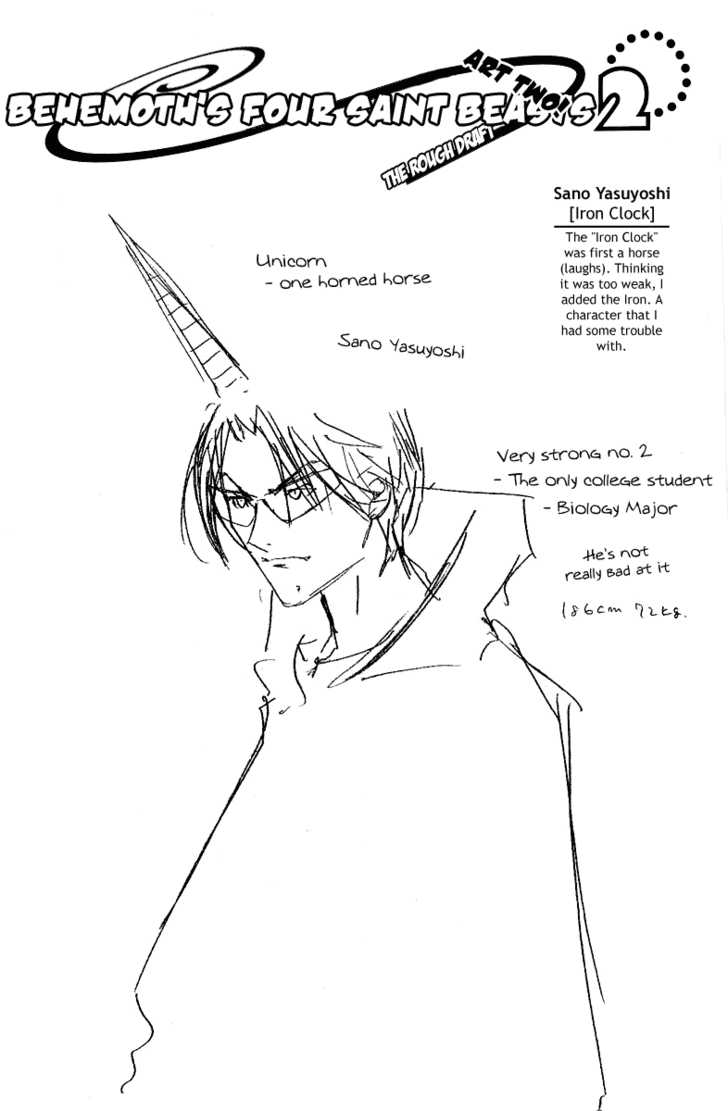 ART TWO!
BEHEMOTH'S FOUR SAINT BEASTS 2
THE ROUGH DRAFT
Sano Yasuyoshi
[Iron Clock]
The "Iron Clock"
was first a horse
(laughs). Thinking
it was too weak, I
added the Iron. A
character that I
had some trouble
with.
Unicorn
- one horned horse
Sano Yasuyoshi
Very strong no. 2
- The only college student
- Biology Major
He's not
really bad at it
186cm 72kg.